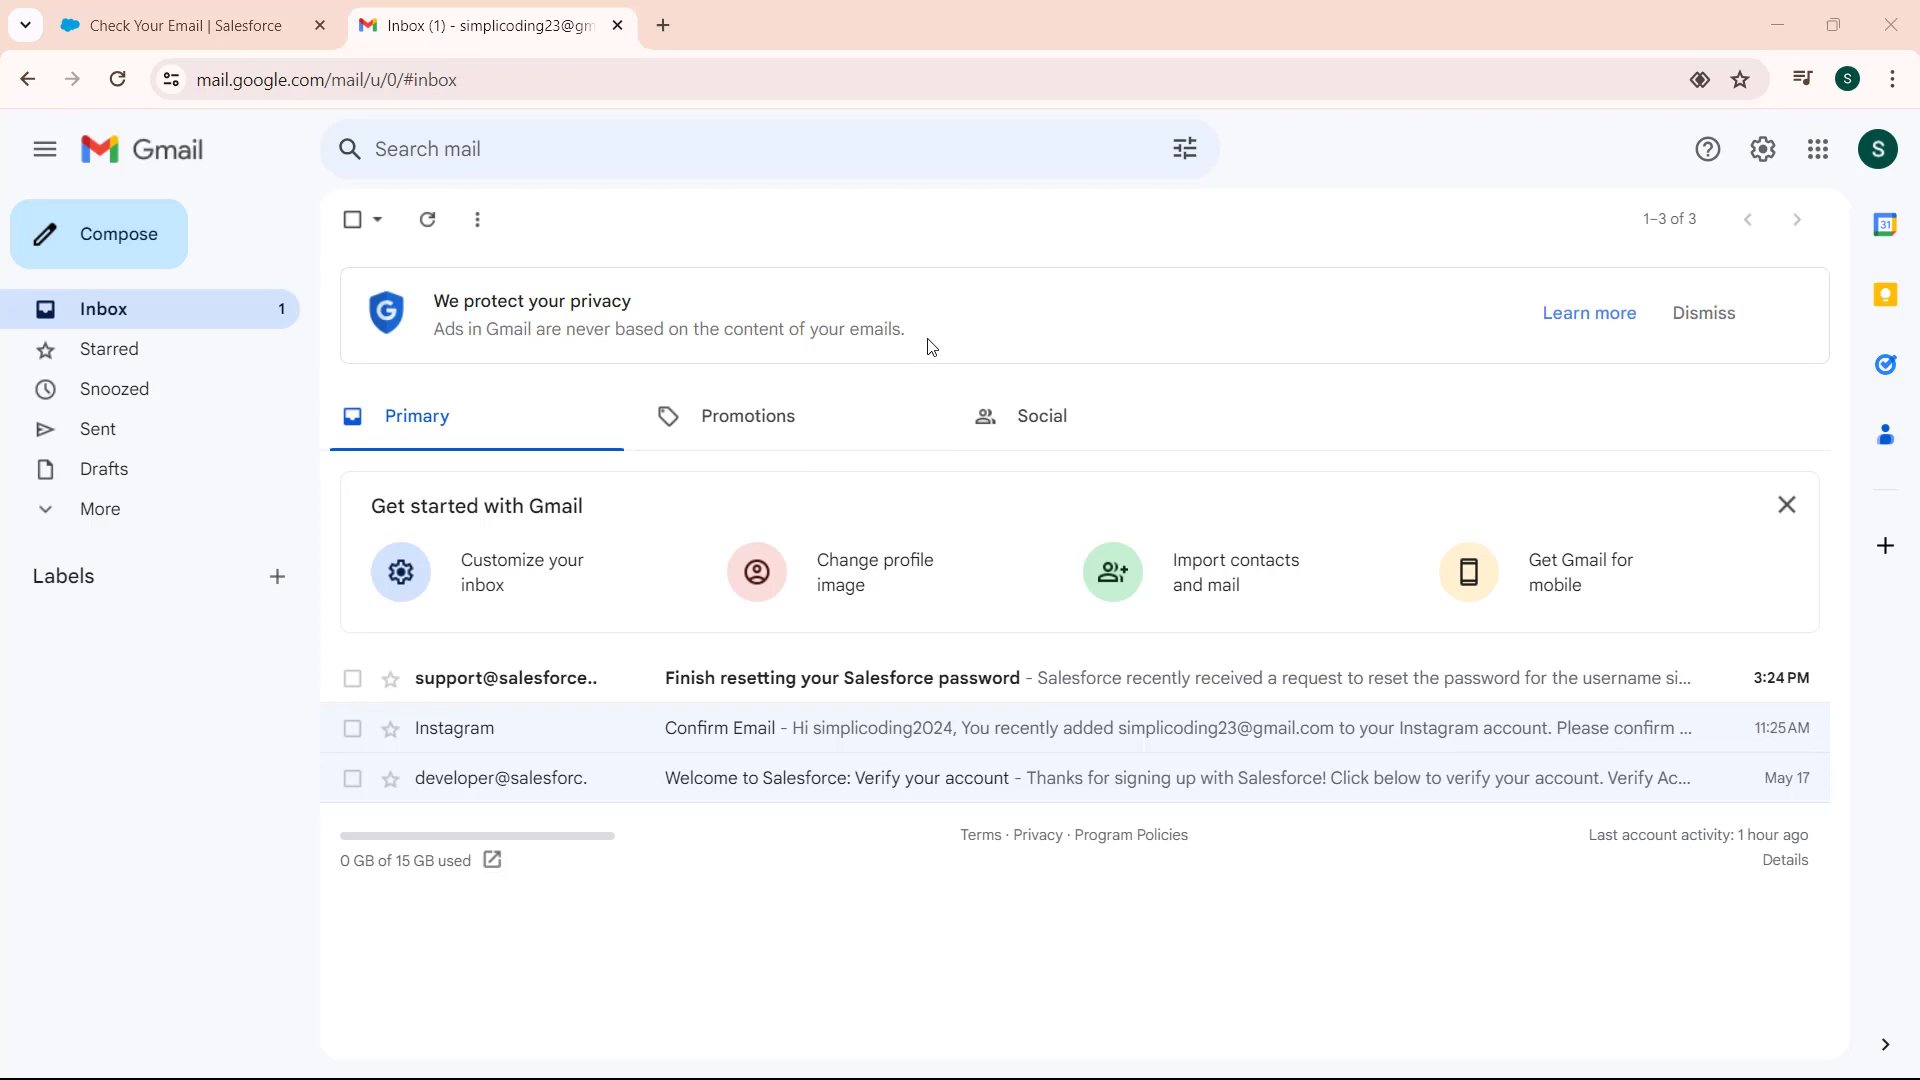 Check Your Email | Salesforce
Inbox (1) - simplicoding23@gm
mail.google.com/mail/u/0/#inbox
S
Gmail
Search mail
S
Compose
1–3 of 3
31
We protect your privacy
Ads in Gmail are never based on the content of your emails.
Learn more
Dismiss
Inbox
1
Starred
Snoozed
Sent
Drafts
More
Labels
Primary
Promotions
Social
Get started with Gmail
Customize your
inbox
Change profile
image
Import contacts
and mail
Get Gmail for
mobile
support@salesforce.. Finish resetting your Salesforce password - Salesforce recently received a request to reset the password for the username si... 3:24 PM
Instagram Confirm Email - Hi simplicoding2024, You recently added simplicoding23@gmail.com to your Instagram account. Please confirm ... 11:25 AM
developer@salesforc. Welcome to Salesforce: Verify your account - Thanks for signing up with Salesforce! Click below to verify your account. Verify Ac... May 17
0 GB of 15 GB used
Terms · Privacy · Program Policies
Last account activity: 1 hour ago
Details